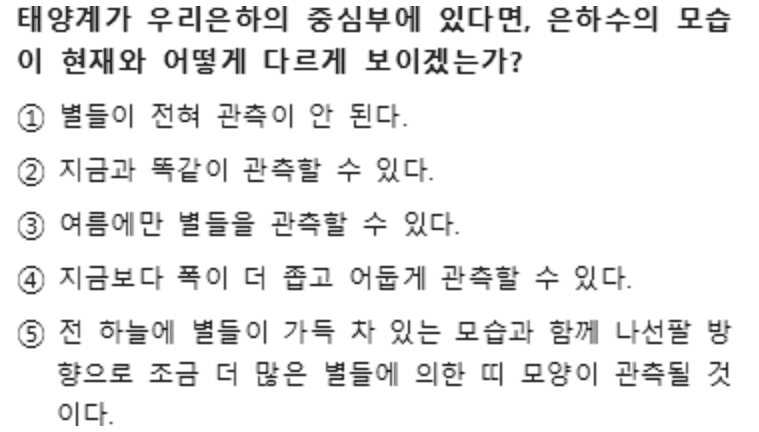 태양계가 우리은하의 중심부에 있다면, 은하수의 모습
이 현재와 어떻게 다르게 보이겠는가?
① 별들이 전혀 관측이 안 된다.
② 지금과 똑같이 관측할 수 있다.
③ 여름에만 별들을 관측할 수 있다.
④ 지금보다 폭이 더 좁고 어둡게 관측할 수 있다.
⑤ 전 하늘에 별들이 가득 차 있는 모습과 함께 나선팔 방
향으로 조금 더 많은 별들에 의한 띠 모양이 관측될 것
이다.